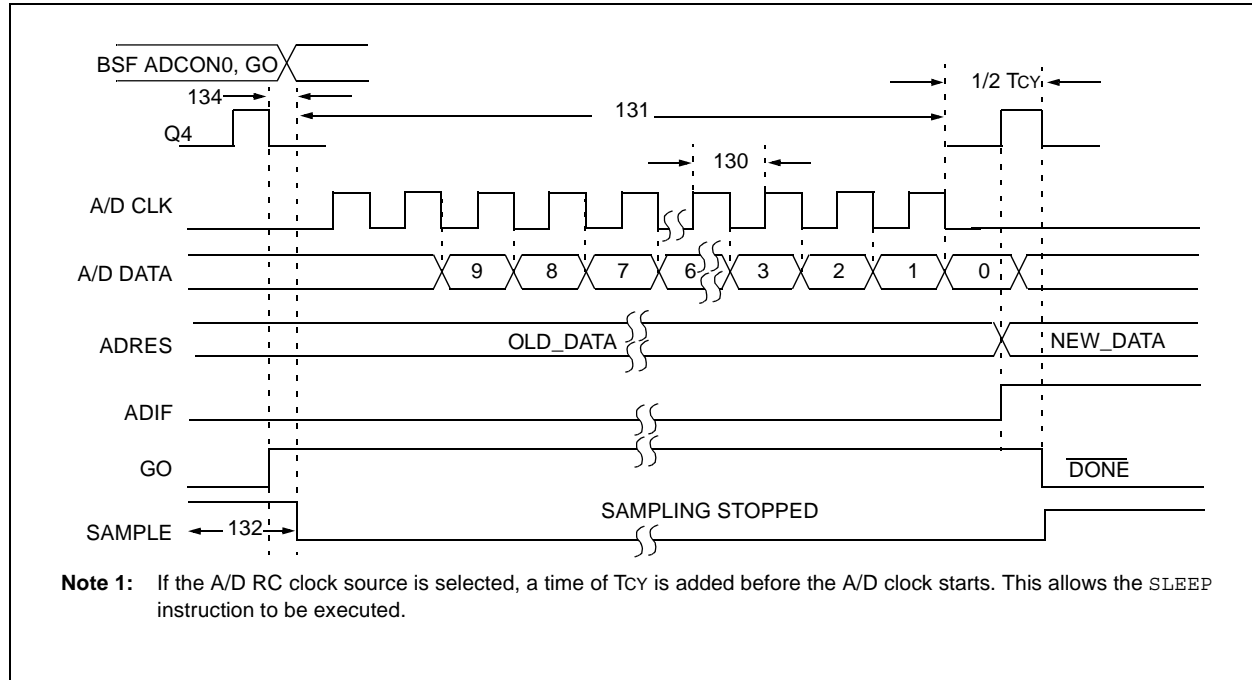 BSF ADCON0, GO
134
131
1/2 TCY
Q4
130
A/D CLK
A/D DATA
9 8 7 6 3 2 1 0
ADRES
OLD_DATA
NEW_DATA
ADIF
GO
DONE
SAMPLING STOPPED
SAMPLE
132
Note 1: If the A/D RC clock source is selected, a time of TCY is added before the A/D clock starts. This allows the SLEEP
instruction to be executed.